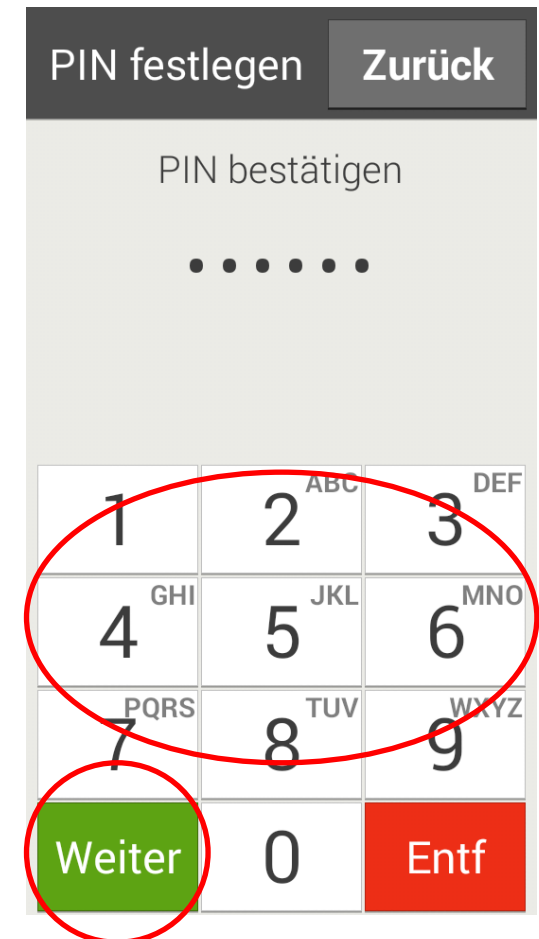 PIN festlegen Zurück
PIN bestätigen
••••••
1 2 ABC 3 DEF
4 GHI 5 JKL 6 MNO
7 PQRS 8 TUV 9 WXYZ
Weiter 0 Entf